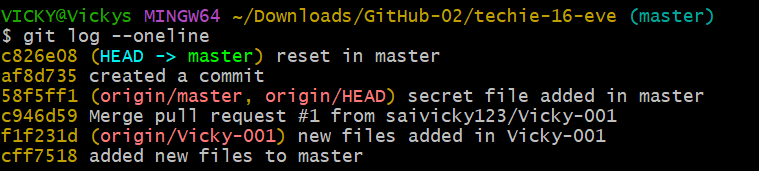 VICKY@Vickys MINGW64 ~/Downloads/GitHub-02/techie-16-eve (master)
$ git log --oneline
c826e08 (HEAD -> master) reset in master
af8d735 created a commit
58f5ff1 (origin/master, origin/HEAD) secret file added in master
c946d59 Merge pull request #1 from saivicky123/Vicky-001
f1f231d (origin/Vicky-001) new files added in Vicky-001
cff7518 added new files to master